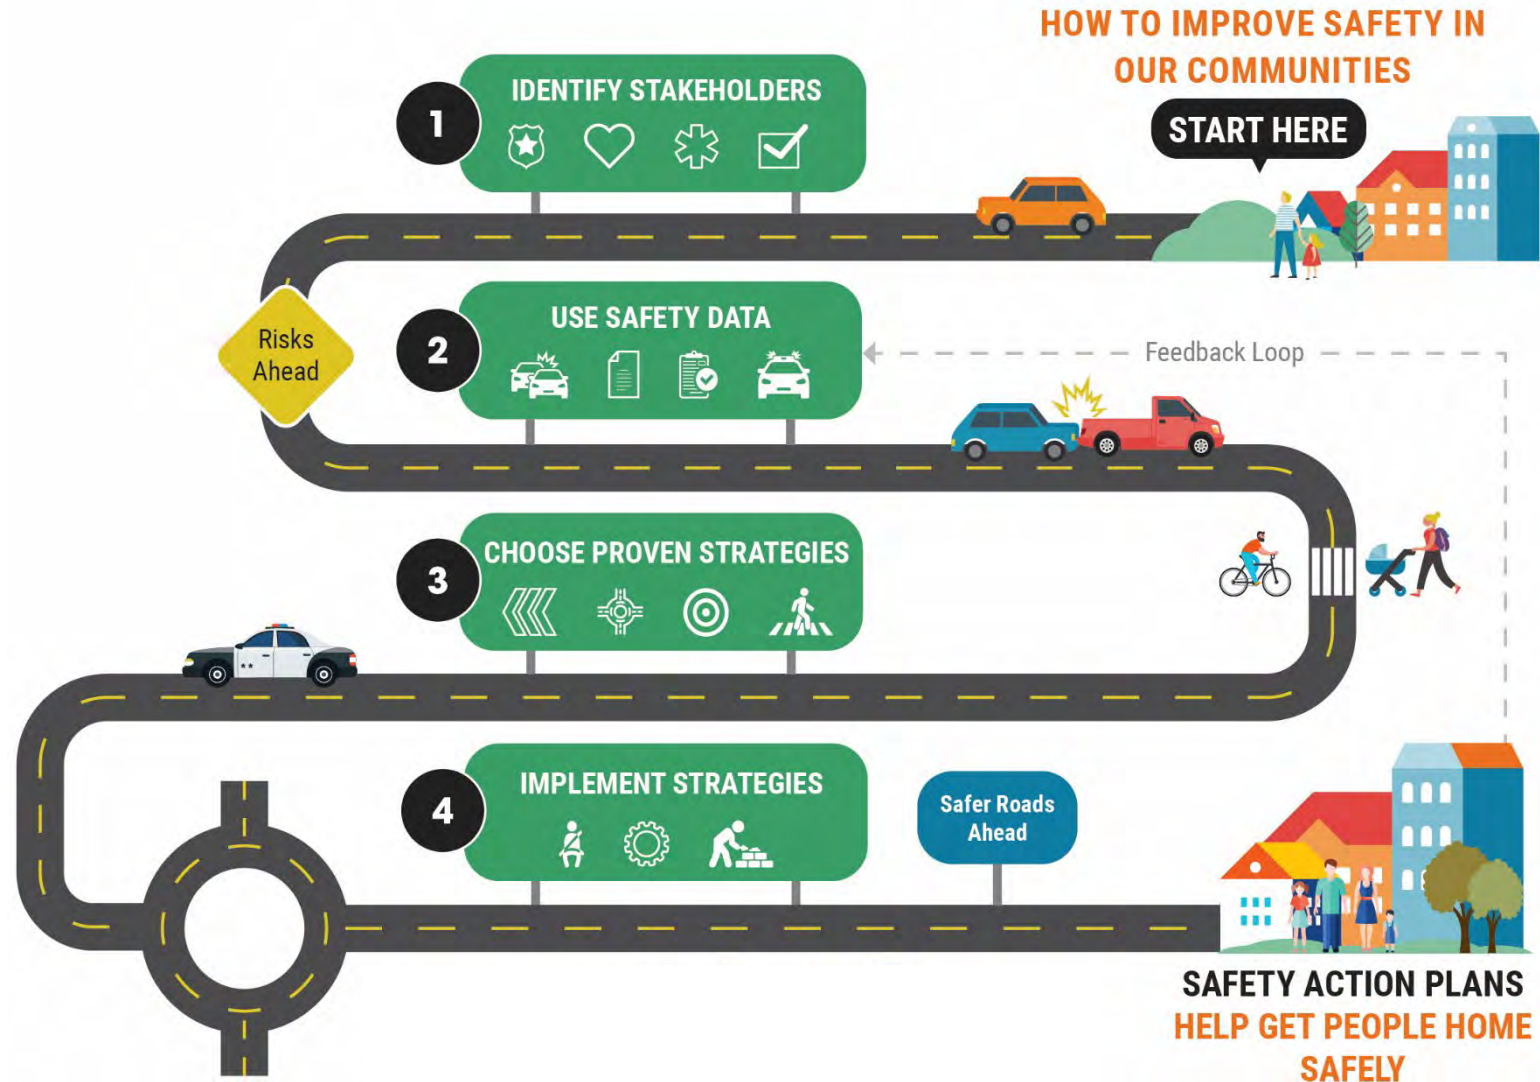 HOW TO IMPROVE SAFETY IN
OUR COMMUNITIES
START HERE
1
IDENTIFY STAKEHOLDERS
Risks
Ahead
2
USE SAFETY DATA
Feedback Loop
3
CHOOSE PROVEN STRATEGIES
4
IMPLEMENT STRATEGIES
Safer Roads
Ahead
SAFETY ACTION PLANS
HELP GET PEOPLE HOME
SAFELY